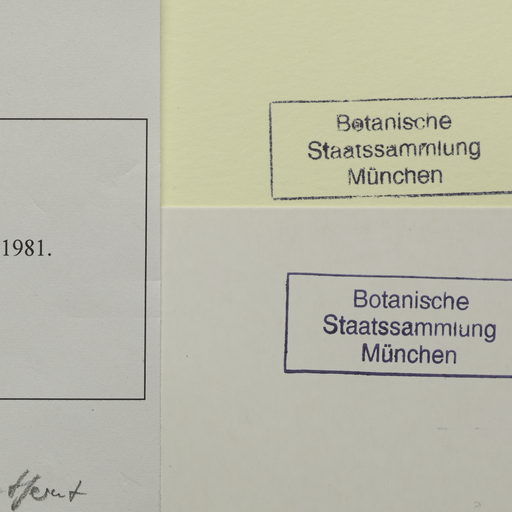 1981.
Botanische
Staatssammlung
München
Botanische
Staatssammlung
München